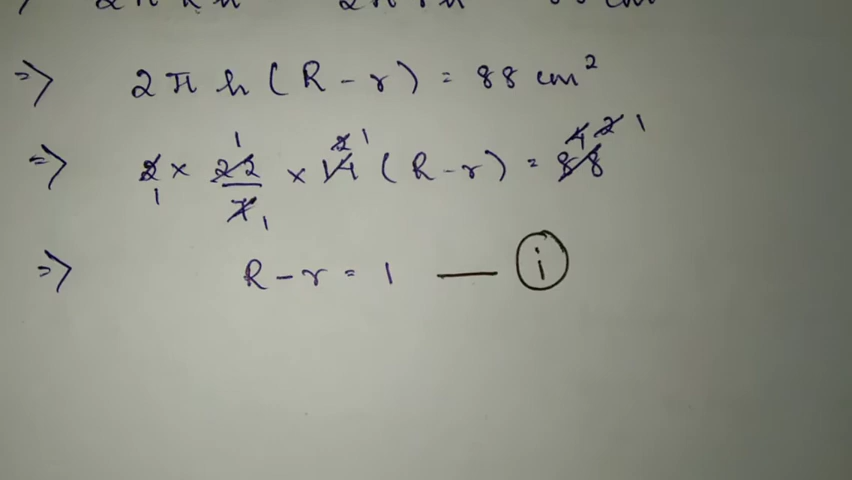 ⇒ 2πh(R-r) = 88 cm²
⇒ 2 × 22/7 × 14 (R-r) = 88
⇒ R-r = 1 — (i)